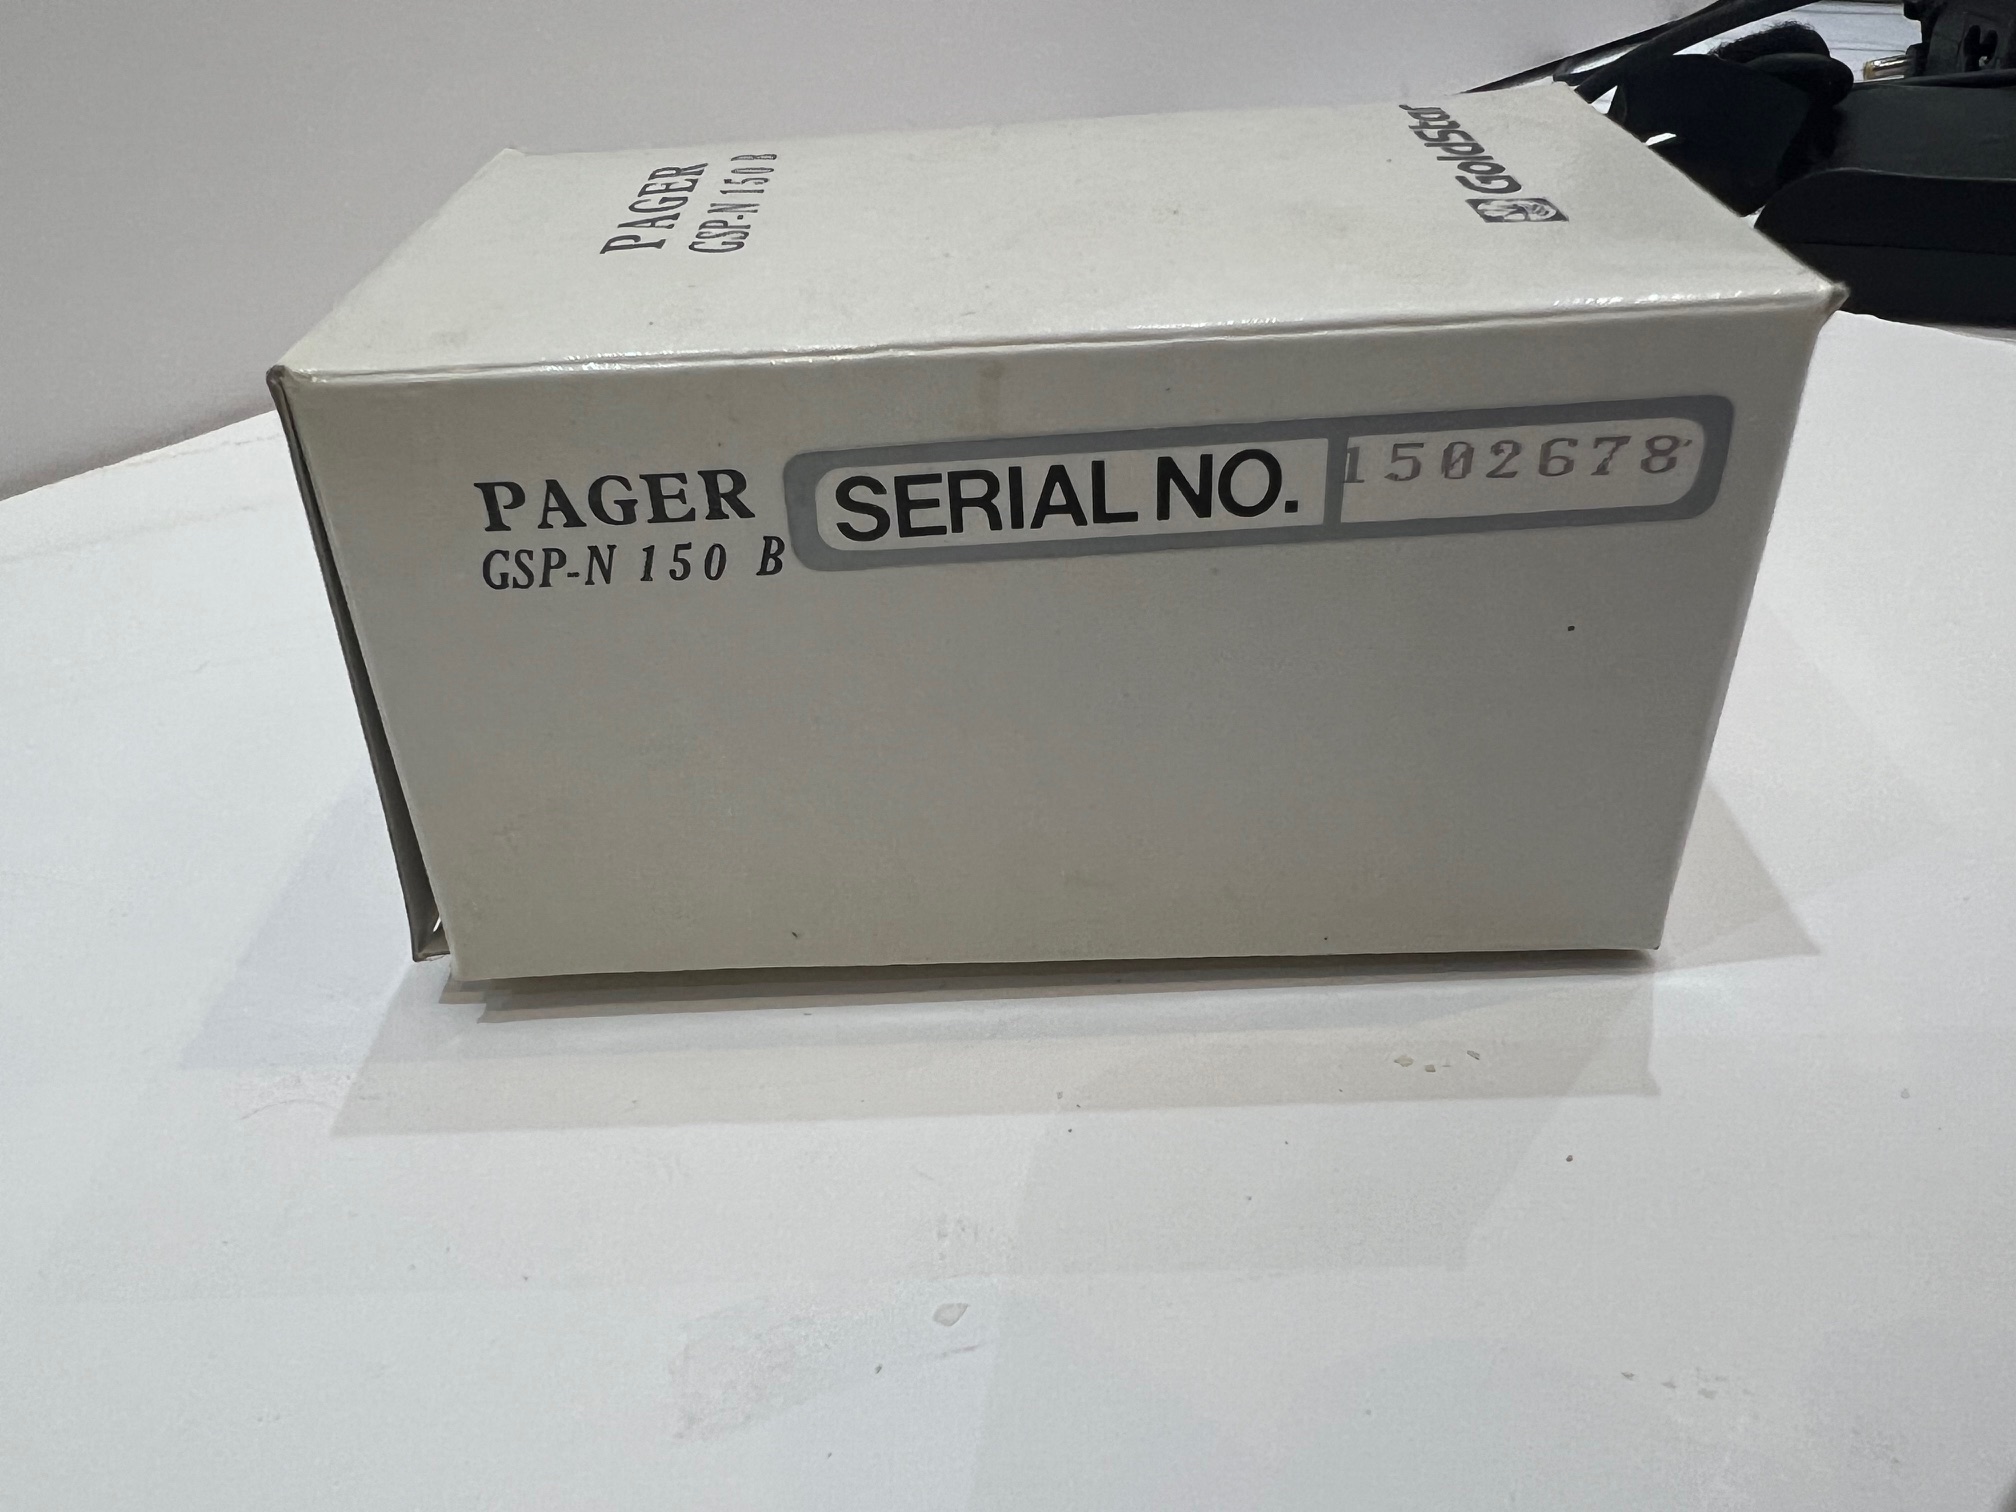 PAGER
GSP-N 150 B
GoldStar
PAGER
GSP-N 150 B
SERIAL NO. 1502678